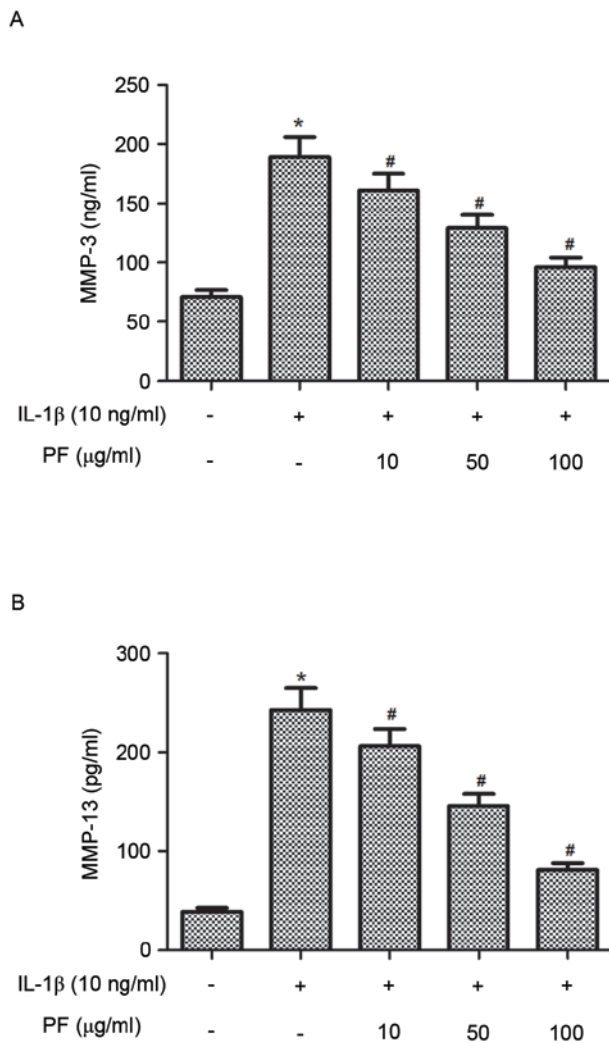 A
250
200
150
100
50
0
MMP-3 (ng/ml)
*
#
#
#
IL-1β (10 ng/ml) - + + + +
PF (μg/ml) - - 10 50 100
B
300
200
100
0
MMP-13 (pg/ml)
*
#
#
#
IL-1β (10 ng/ml) - + + + +
PF (μg/ml) - - 10 50 100